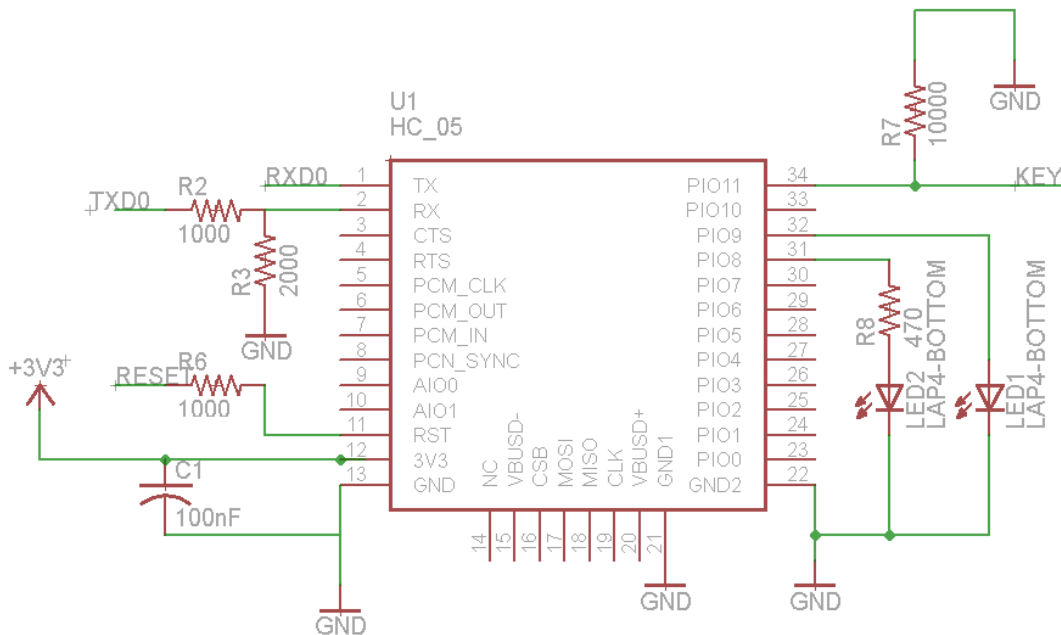 U1
HC_05
R7
10000
GND
KEY
TXD0
R2
1000
RXD0
R3
2000
GND
+3V3
RESET
R6
1000
C1
100nF
GND
1 TX
2 RX
3 CTS
4 RTS
5 PCM_CLK
6 PCM_OUT
7 PCM_IN
8 PCN_SYNC
9 AIO0
10 AIO1
11 RST
12 3V3
13 GND
NC 14
VBUSD- 15
CSB 16
MOSI 17
MISO 18
CLK 19
VBUSD+ 20
GND1 21
GND
PIO11 34
PIO10 33
PIO9 32
PIO8 31
PIO7 30
PIO6 29
PIO5 28
PIO4 27
PIO3 26
PIO2 25
PIO1 24
PIO0 23
GND2 22
GND
R8
470
LED2
LAP4-BOTTOM
LED1
LAP4-BOTTOM